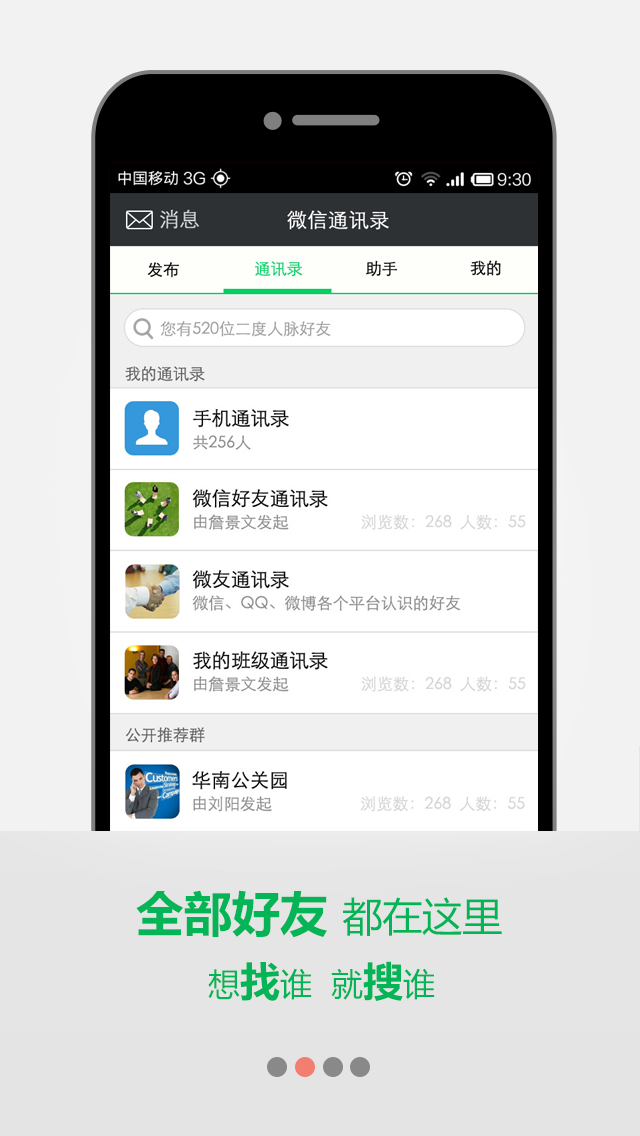 中国移动 3G 9:30
消息 微信通讯录
发布 通讯录 助手 我的
您有520位二度人脉好友
我的通讯录
手机通讯录
共256人
微信好友通讯录
由詹景文发起 浏览数：268 人数：55
微友通讯录
微信、QQ、微博各个平台认识的好友
我的班级通讯录
由詹景文发起 浏览数：268 人数：55
公开推荐群
Customers
华南公关园
由刘阳发起 浏览数：268 人数：55
全部好友 都在这里
想找谁 就搜谁